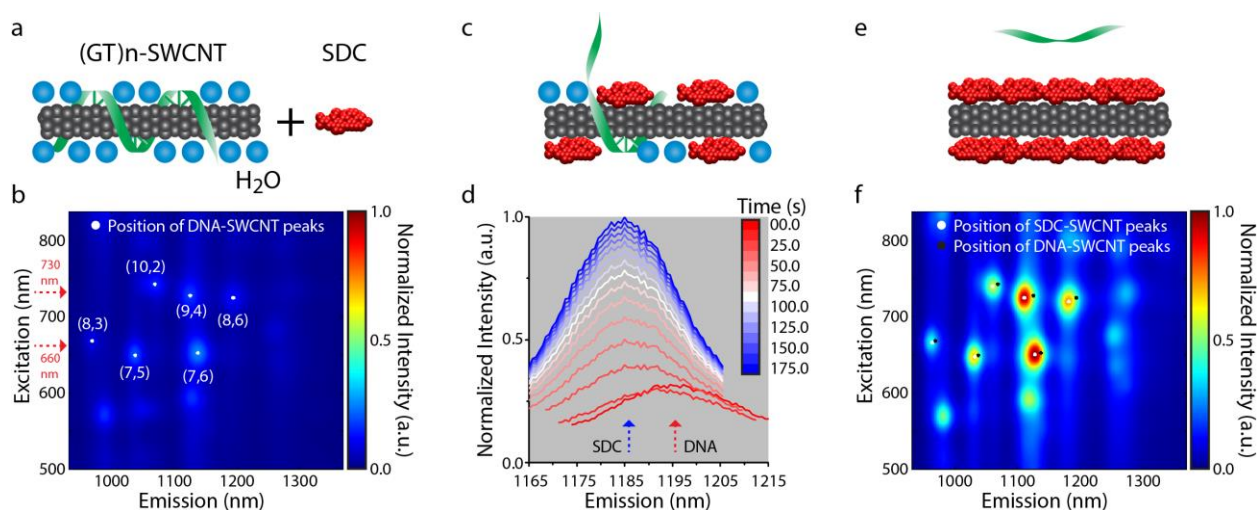 a
(GT)n-SWCNT
SDC
H2O
b
Position of DNA-SWCNT peaks
Excitation (nm)
800
700
600
500
730
nm
660
nm
(10,2)
(9,4)
(8,3)
(8,6)
(7,5)
(7,6)
1000
1100
1200
1300
Emission (nm)
1.0
0.5
0.0
Normalized Intensity (a.u.)
c
d
Time (s)
00.0
25.0
50.0
75.0
100.0
125.0
150.0
175.0
Normalized Intensity (a.u.)
1.0
0.5
0.0
SDC
DNA
1165
1175
1185
1195
1205
1215
Emission (nm)
e
f
Position of SDC-SWCNT peaks
Position of DNA-SWCNT peaks
Excitation (nm)
800
700
600
500
1000
1100
1200
1300
Emission (nm)
1.0
0.5
0.0
Normalized Intensity (a.u.)